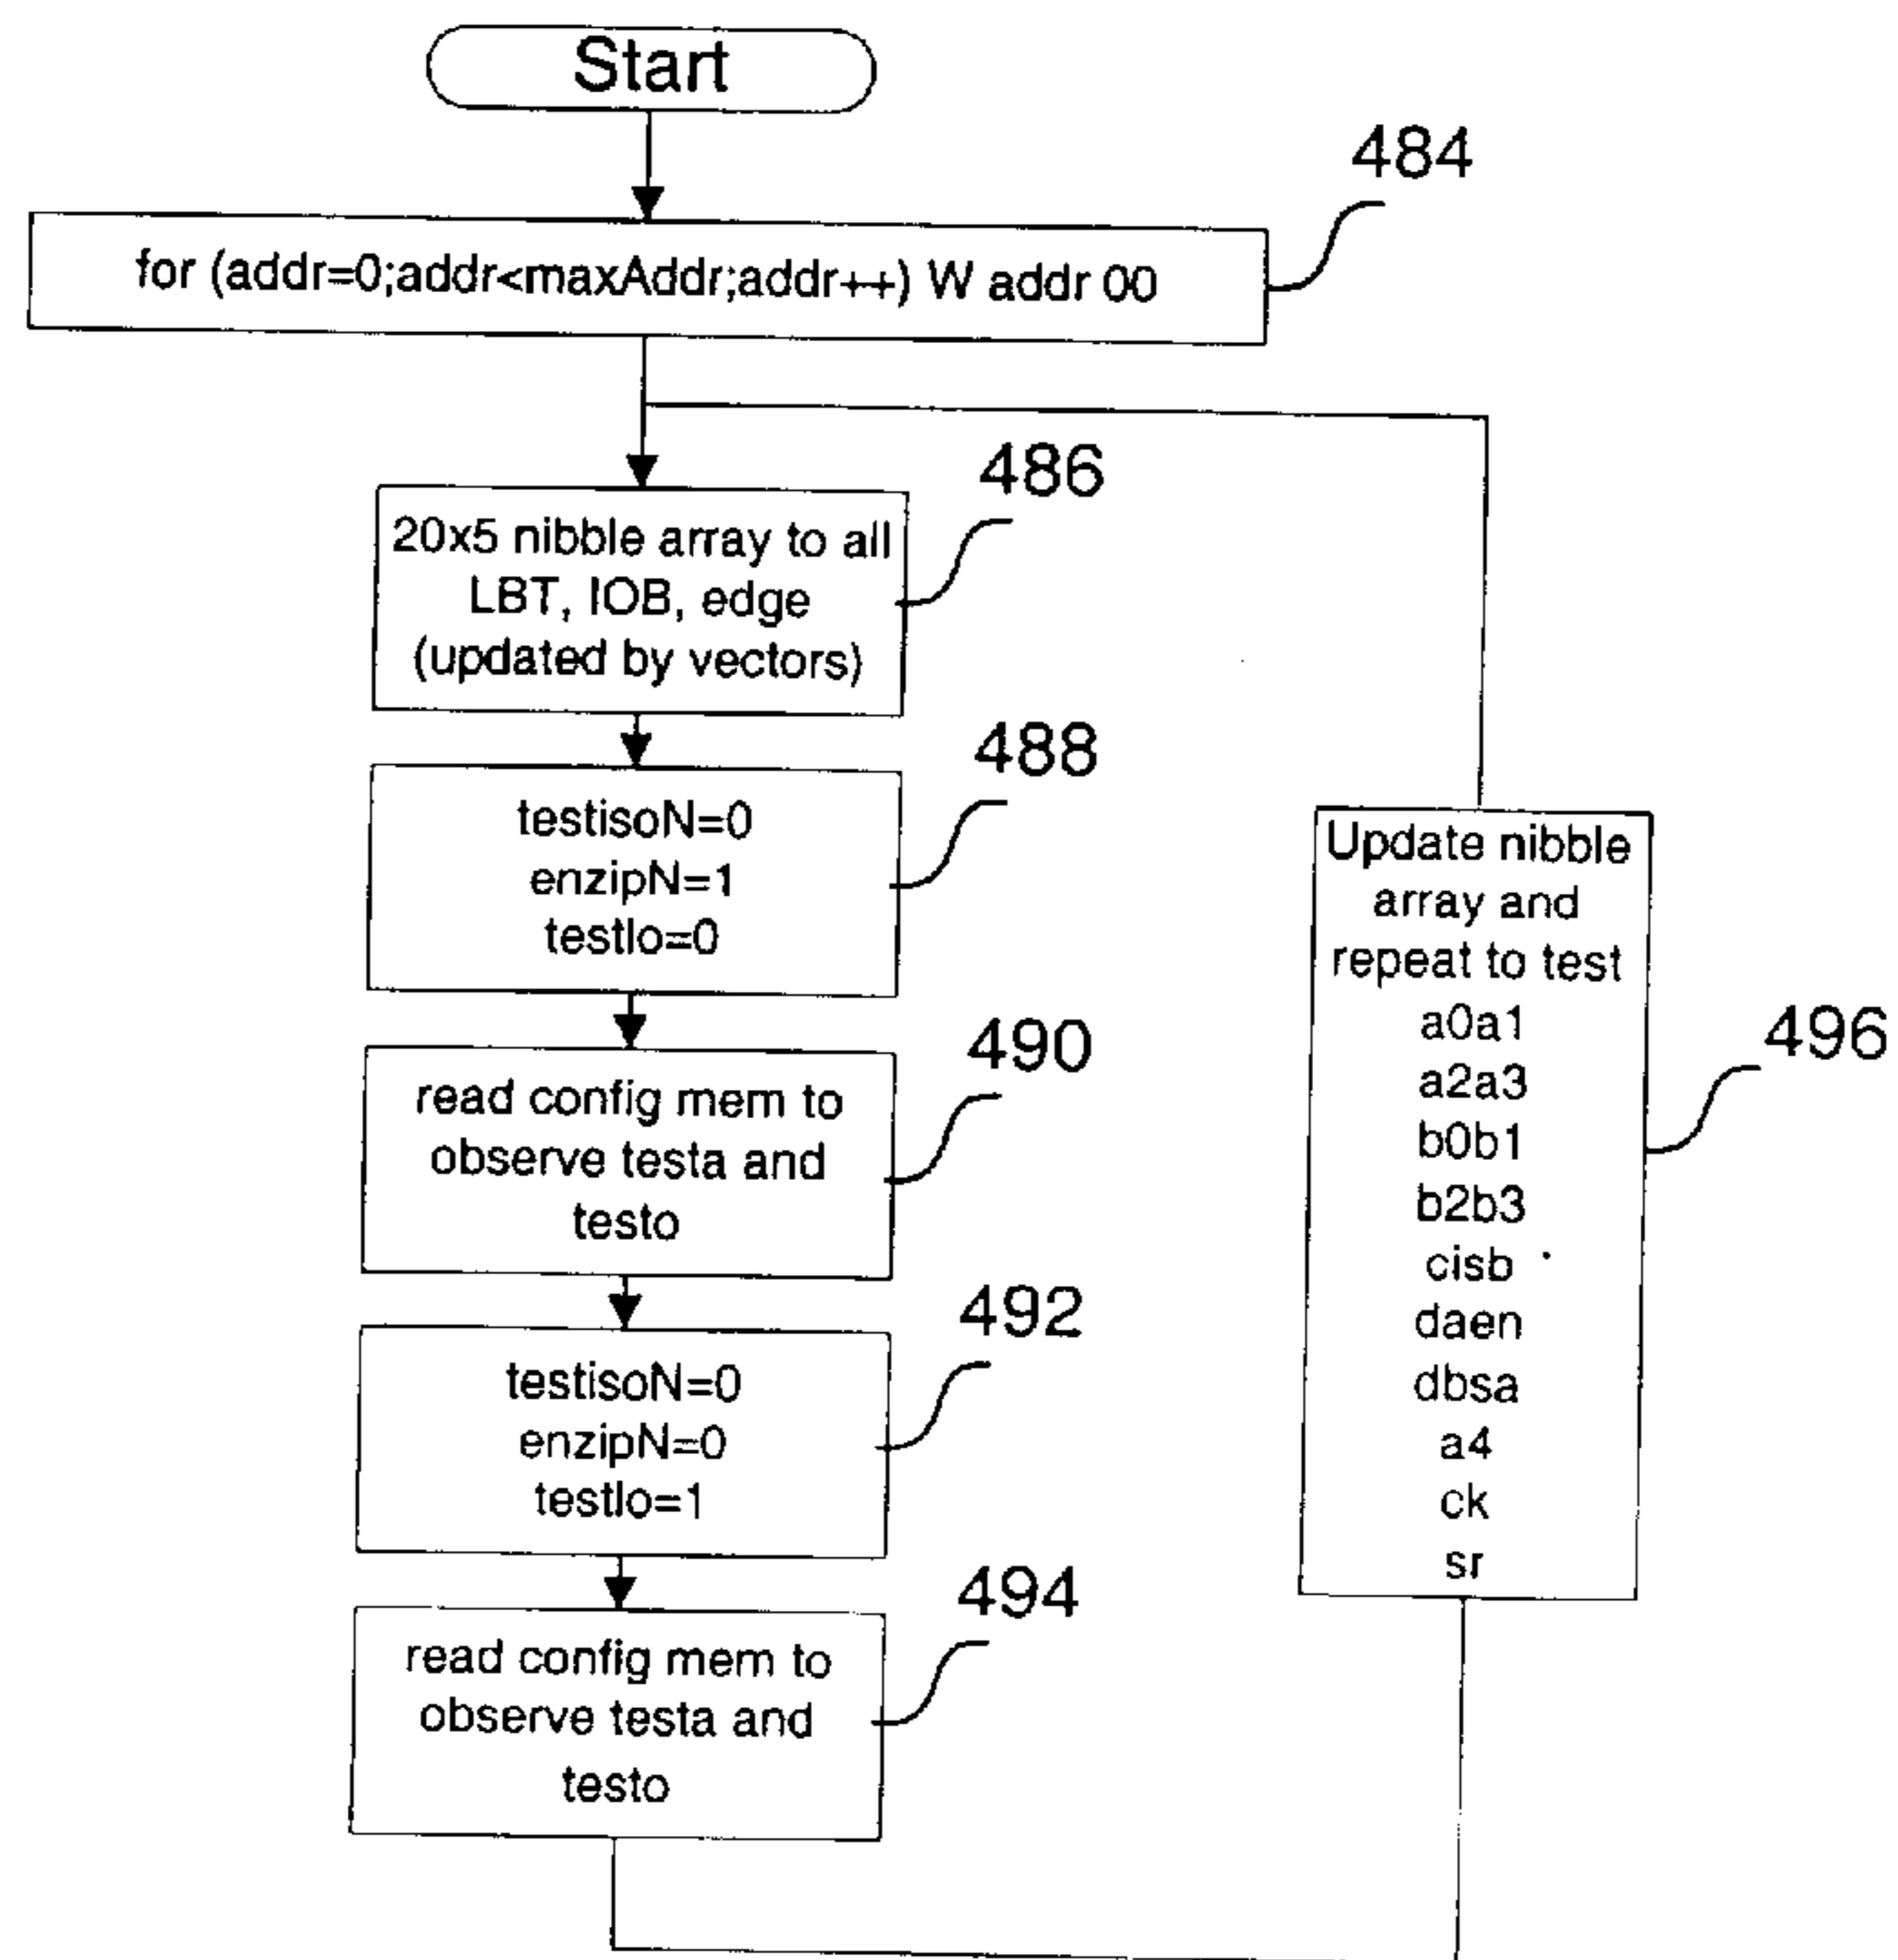 Start
484
for (addr=0;addr<maxAddr;addr++) W addr 00
486
20x5 nibble array to all
LBT, IOB, edge
(updated by vectors)
488
testisoN=0
enzipN=1
testlo=0
490
read config mem to
observe testa and
testo
492
testisoN=0
enzipN=0
testlo=1
494
read config mem to
observe testa and
testo
496
Update nibble
array and
repeat to test
a0a1
a2a3
b0b1
b2b3
cisb
daen
dbsa
a4
ck
sr